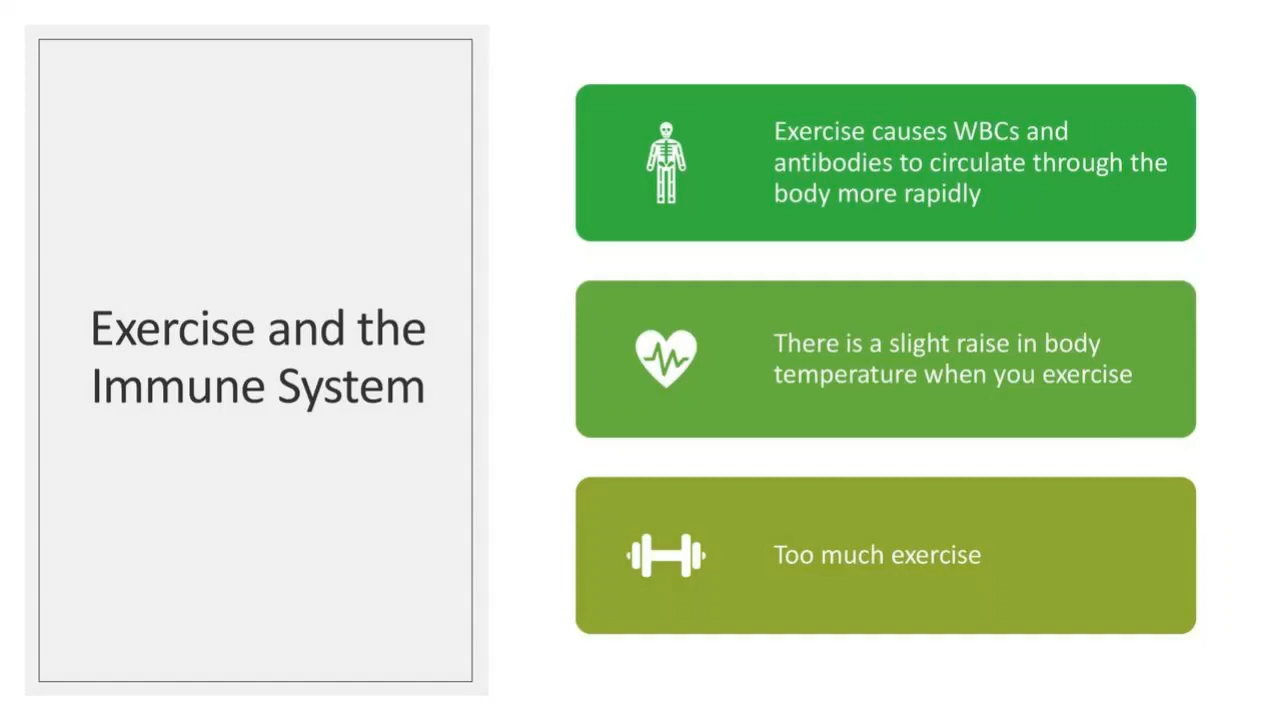 Exercise and the
Immune System
Exercise causes WBCs and
antibodies to circulate through the
body more rapidly
There is a slight raise in body
temperature when you exercise
Too much exercise